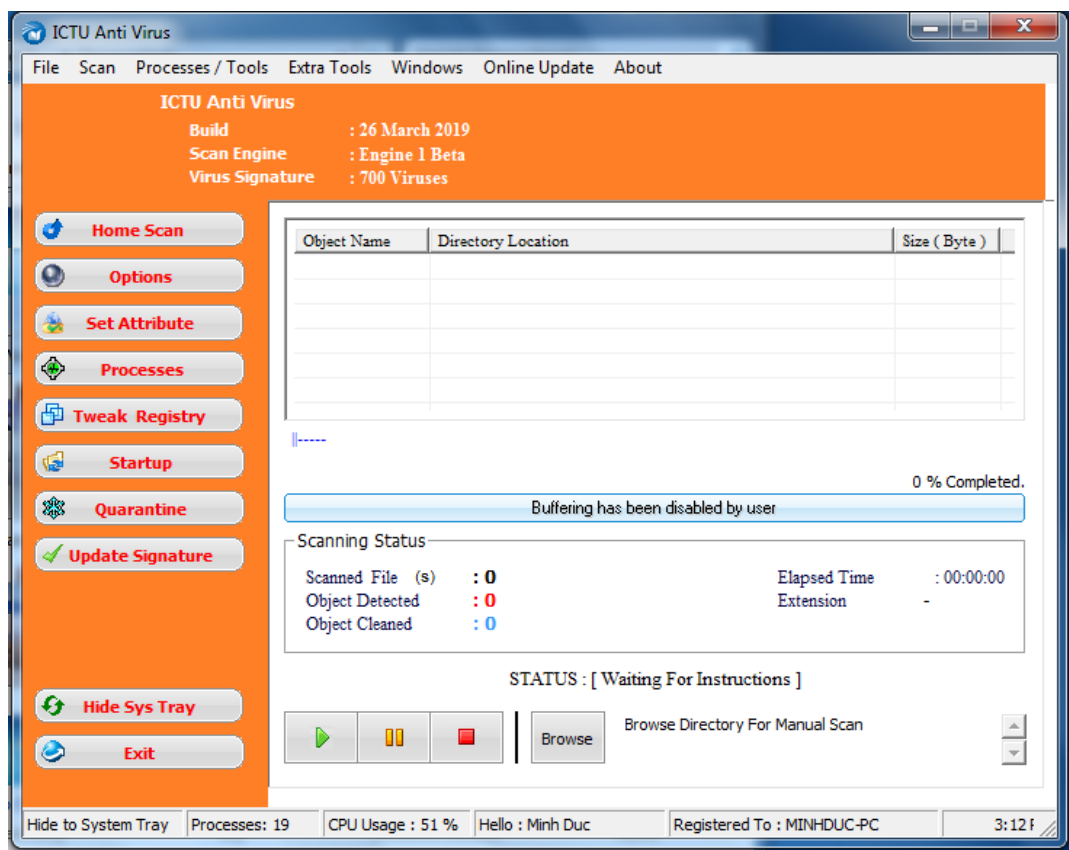 ICTU Anti Virus
File Scan Processes / Tools Extra Tools Windows Online Update About
ICTU Anti Virus
Build : 26 March 2019
Scan Engine : Engine 1 Beta
Virus Signature : 700 Viruses
Home Scan
Options
Set Attribute
Processes
Tweak Registry
Startup
Quarantine
Update Signature
Hide Sys Tray
Exit
Object Name Directory Location Size ( Byte )
||-----
0 % Completed.
Buffering has been disabled by user
Scanning Status
Scanned File (s) : 0 Elapsed Time : 00:00:00
Object Detected : 0 Extension -
Object Cleaned : 0
STATUS : [ Waiting For Instructions ]
Browse Browse Directory For Manual Scan
Hide to System Tray Processes: 19 CPU Usage : 51 % Hello : Minh Duc Registered To : MINHDUC-PC 3:12